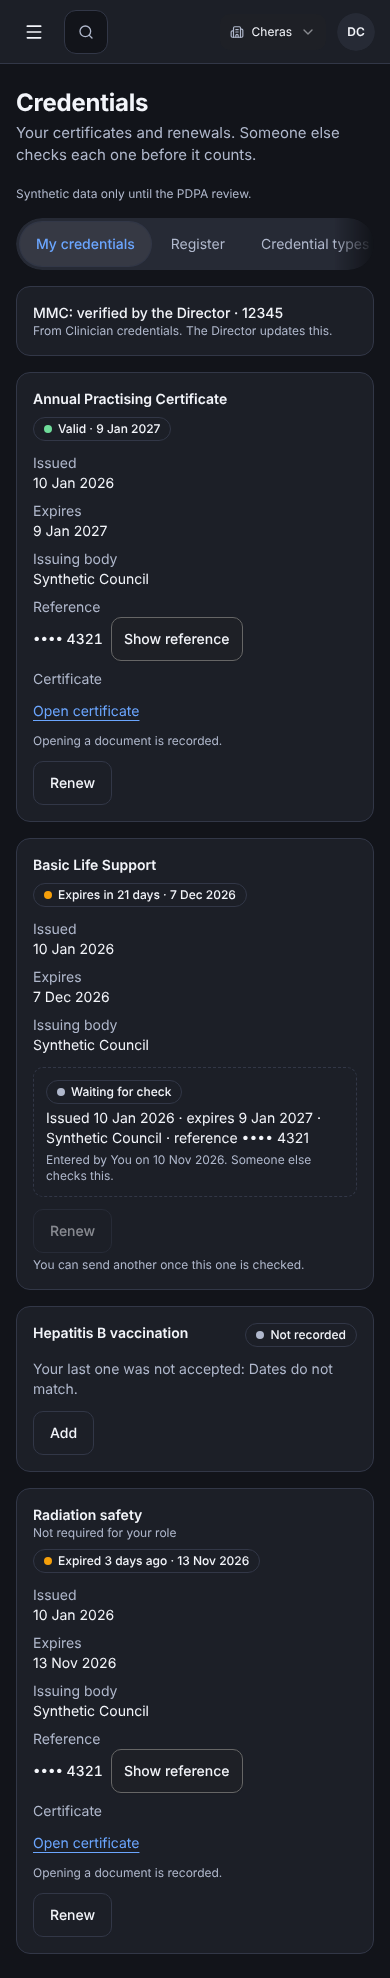 Cheras
DC
Credentials
Your certificates and renewals. Someone else
checks each one before it counts.
Synthetic data only until the PDPA review.
My credentials
Register
Credential types
MMC: verified by the Director · 12345
From Clinician credentials. The Director updates this.
Annual Practising Certificate
Valid · 9 Jan 2027
Issued
10 Jan 2026
Expires
9 Jan 2027
Issuing body
Synthetic Council
Reference
•••• 4321
Show reference
Certificate
Open certificate
Opening a document is recorded.
Renew
Basic Life Support
Expires in 21 days · 7 Dec 2026
Issued
10 Jan 2026
Expires
7 Dec 2026
Issuing body
Synthetic Council
Waiting for check
Issued 10 Jan 2026 · expires 9 Jan 2027 ·
Synthetic Council · reference •••• 4321
Entered by You on 10 Nov 2026. Someone else
checks this.
Renew
You can send another once this one is checked.
Hepatitis B vaccination
Not recorded
Your last one was not accepted: Dates do not
match.
Add
Radiation safety
Not required for your role
Expired 3 days ago · 13 Nov 2026
Issued
10 Jan 2026
Expires
13 Nov 2026
Issuing body
Synthetic Council
Reference
•••• 4321
Show reference
Certificate
Open certificate
Opening a document is recorded.
Renew